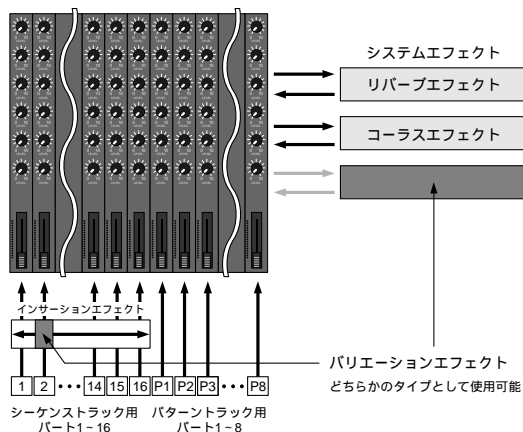 システムエフェクト
リバーブエフェクト
コーラスエフェクト
インサーションエフェクト
1 2 ••• 14 15 16 P1 P2 P3 ••• P8
シーケンストラック用
パート1~16
パターントラック用
パート1~8
バリエーションエフェクト
どちらかのタイプとして使用可能